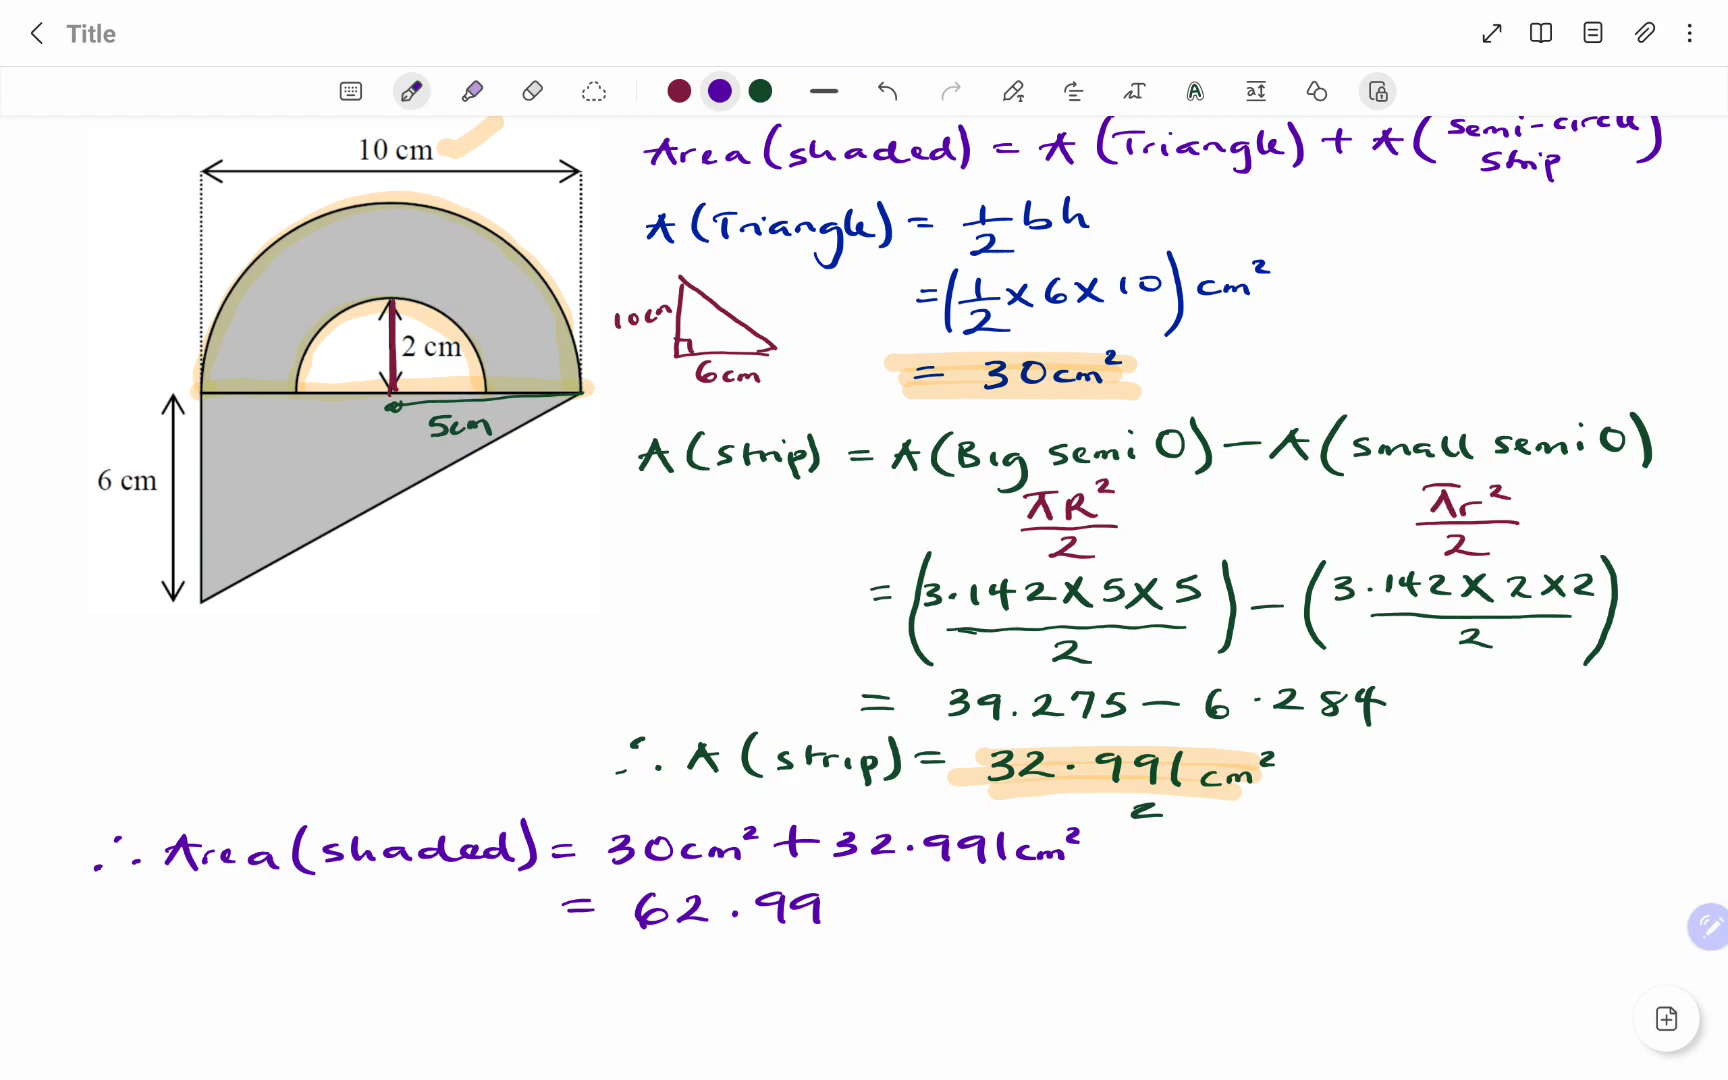 Title
10 cm
2 cm
5cm
6 cm
Area (shaded) = A (Triangle) + A ( semi-circle strip )
A (Triangle) = 1/2 bh
= (1/2 × 6 × 10) cm²
10cm
6cm
= 30cm²
A (strip) = A (Big semi O) − A (small semi O)
πR²/2 πr²/2
= (3.142 × 5 × 5 / 2) − (3.142 × 2 × 2 / 2)
= 39.275 − 6.284
∴ A (strip) = 32.991 cm²
2
∴ Area (shaded) = 30cm² + 32.991cm²
= 62.99